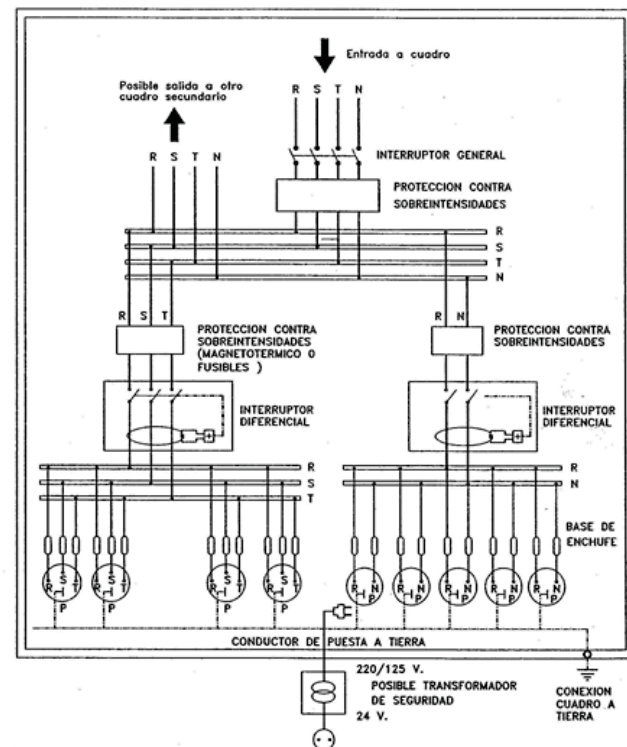 Entrada a cuadro
Posible salida a otro
cuadro secundario
R S T N
R S T N
INTERRUPTOR GENERAL
PROTECCION CONTRA
SOBREINTENSIDADES
R
S
T
N
R S T
PROTECCION CONTRA
SOBREINTENSIDADES
(MAGNETOTERMICO O
FUSIBLES )
R N
PROTECCION CONTRA
SOBREINTENSIDADES
INTERRUPTOR
DIFERENCIAL
INTERRUPTOR
DIFERENCIAL
R
S
T
R
N
BASE DE
ENCHUFE
R S T P
R S T P
R S T P
R S T P
R N P
R N P
R N P
R N P
R N P
CONDUCTOR DE PUESTA A TIERRA
220/125 V.
POSIBLE TRANSFORMADOR
DE SEGURIDAD
24 V.
CONEXION
CUADRO A
TIERRA